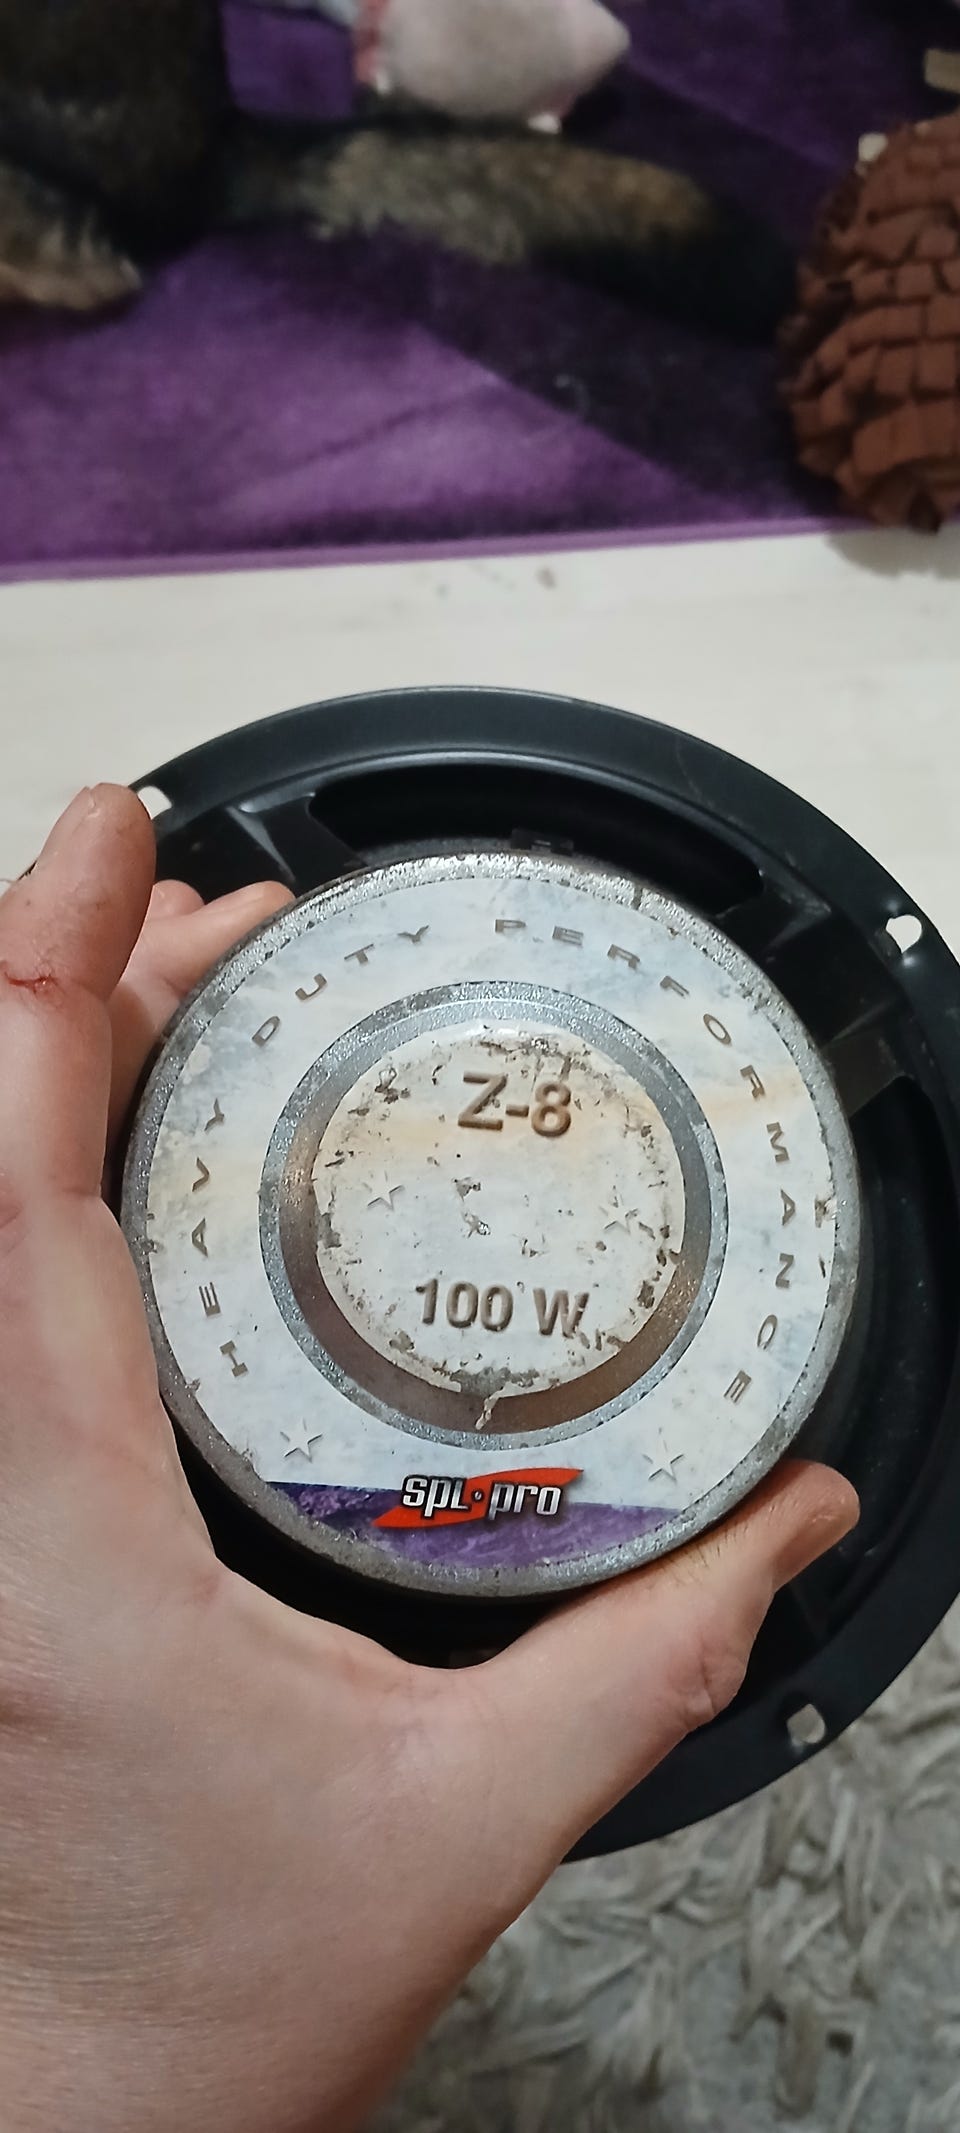 HEAVY DUTY PERFORMANCE
Z-8
100 W
SPL·pro